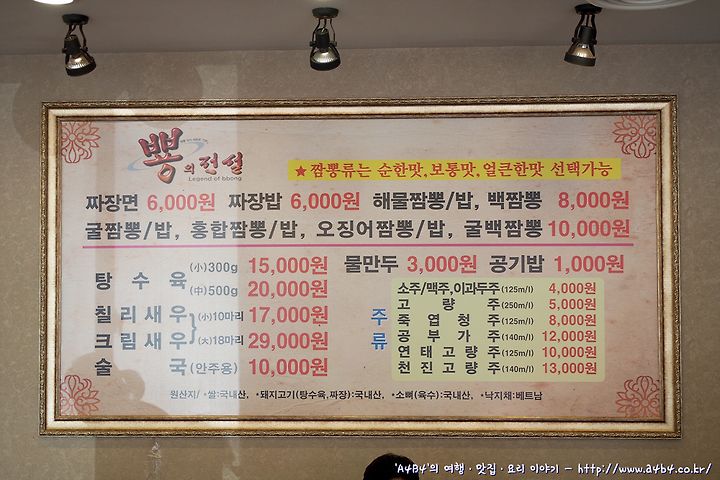 뽕의전설
Legend of bbong
★짬뽕류는 순한맛,보통맛,얼큰한맛 선택가능
짜장면 6,000원 짜장밥 6,000원 해물짬뽕/밥, 백짬뽕 8,000원
굴짬뽕/밥, 홍합짬뽕/밥, 오징어짬뽕/밥, 굴백짬뽕 10,000원
탕수육 (小)300g 15,000원
(中)500g 20,000원
칠리새우 (小)10마리 17,000원
크림새우 (大)18마리 29,000원
술국(안주용) 10,000원
물만두 3,000원 공기밥 1,000원
주류
소주/맥주,이과두주(125m/l) 4,000원
고량주(250m/l) 5,000원
죽엽청주(125m/l) 8,000원
공부가주(140m/l) 12,000원
연태고량주(125m/l) 10,000원
천진고량주(140m/l) 13,000원
원산지/ •쌀:국내산, •돼지고기(탕수육,짜장):국내산, •소뼈(육수):국내산, •낙지채:베트남
'A4B4'의 여행·맛집·요리 이야기 - http://www.a4b4.co.kr/